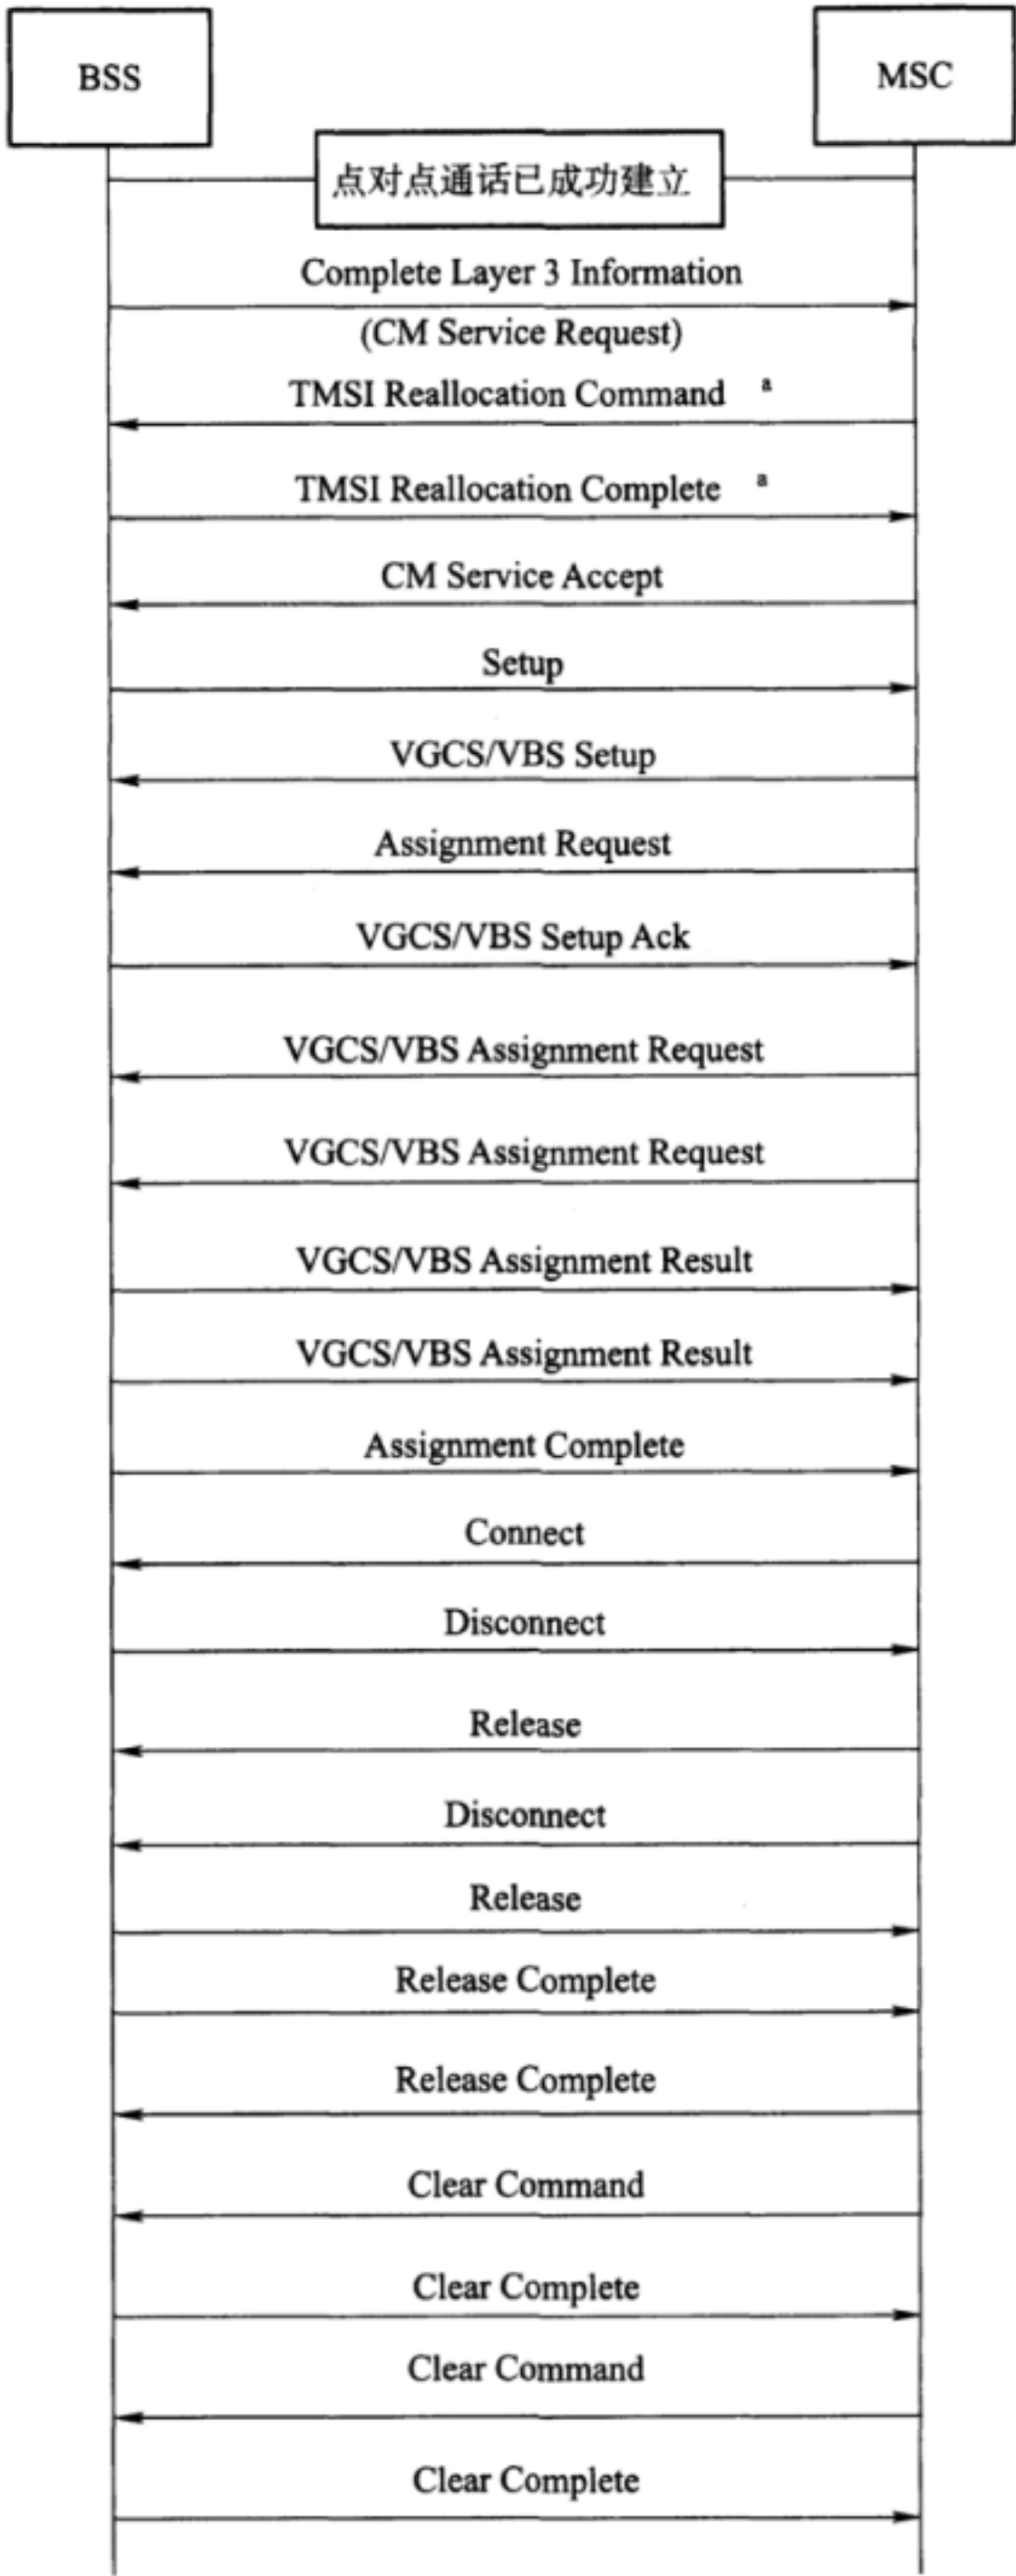 BSS
MSC
点对点通话已成功建立
Complete Layer 3 Information
(CM Service Request)
TMSI Reallocation Command a
TMSI Reallocation Complete a
CM Service Accept
Setup
VGCS/VBS Setup
Assignment Request
VGCS/VBS Setup Ack
VGCS/VBS Assignment Request
VGCS/VBS Assignment Request
VGCS/VBS Assignment Result
VGCS/VBS Assignment Result
Assignment Complete
Connect
Disconnect
Release
Disconnect
Release
Release Complete
Release Complete
Clear Command
Clear Complete
Clear Command
Clear Complete